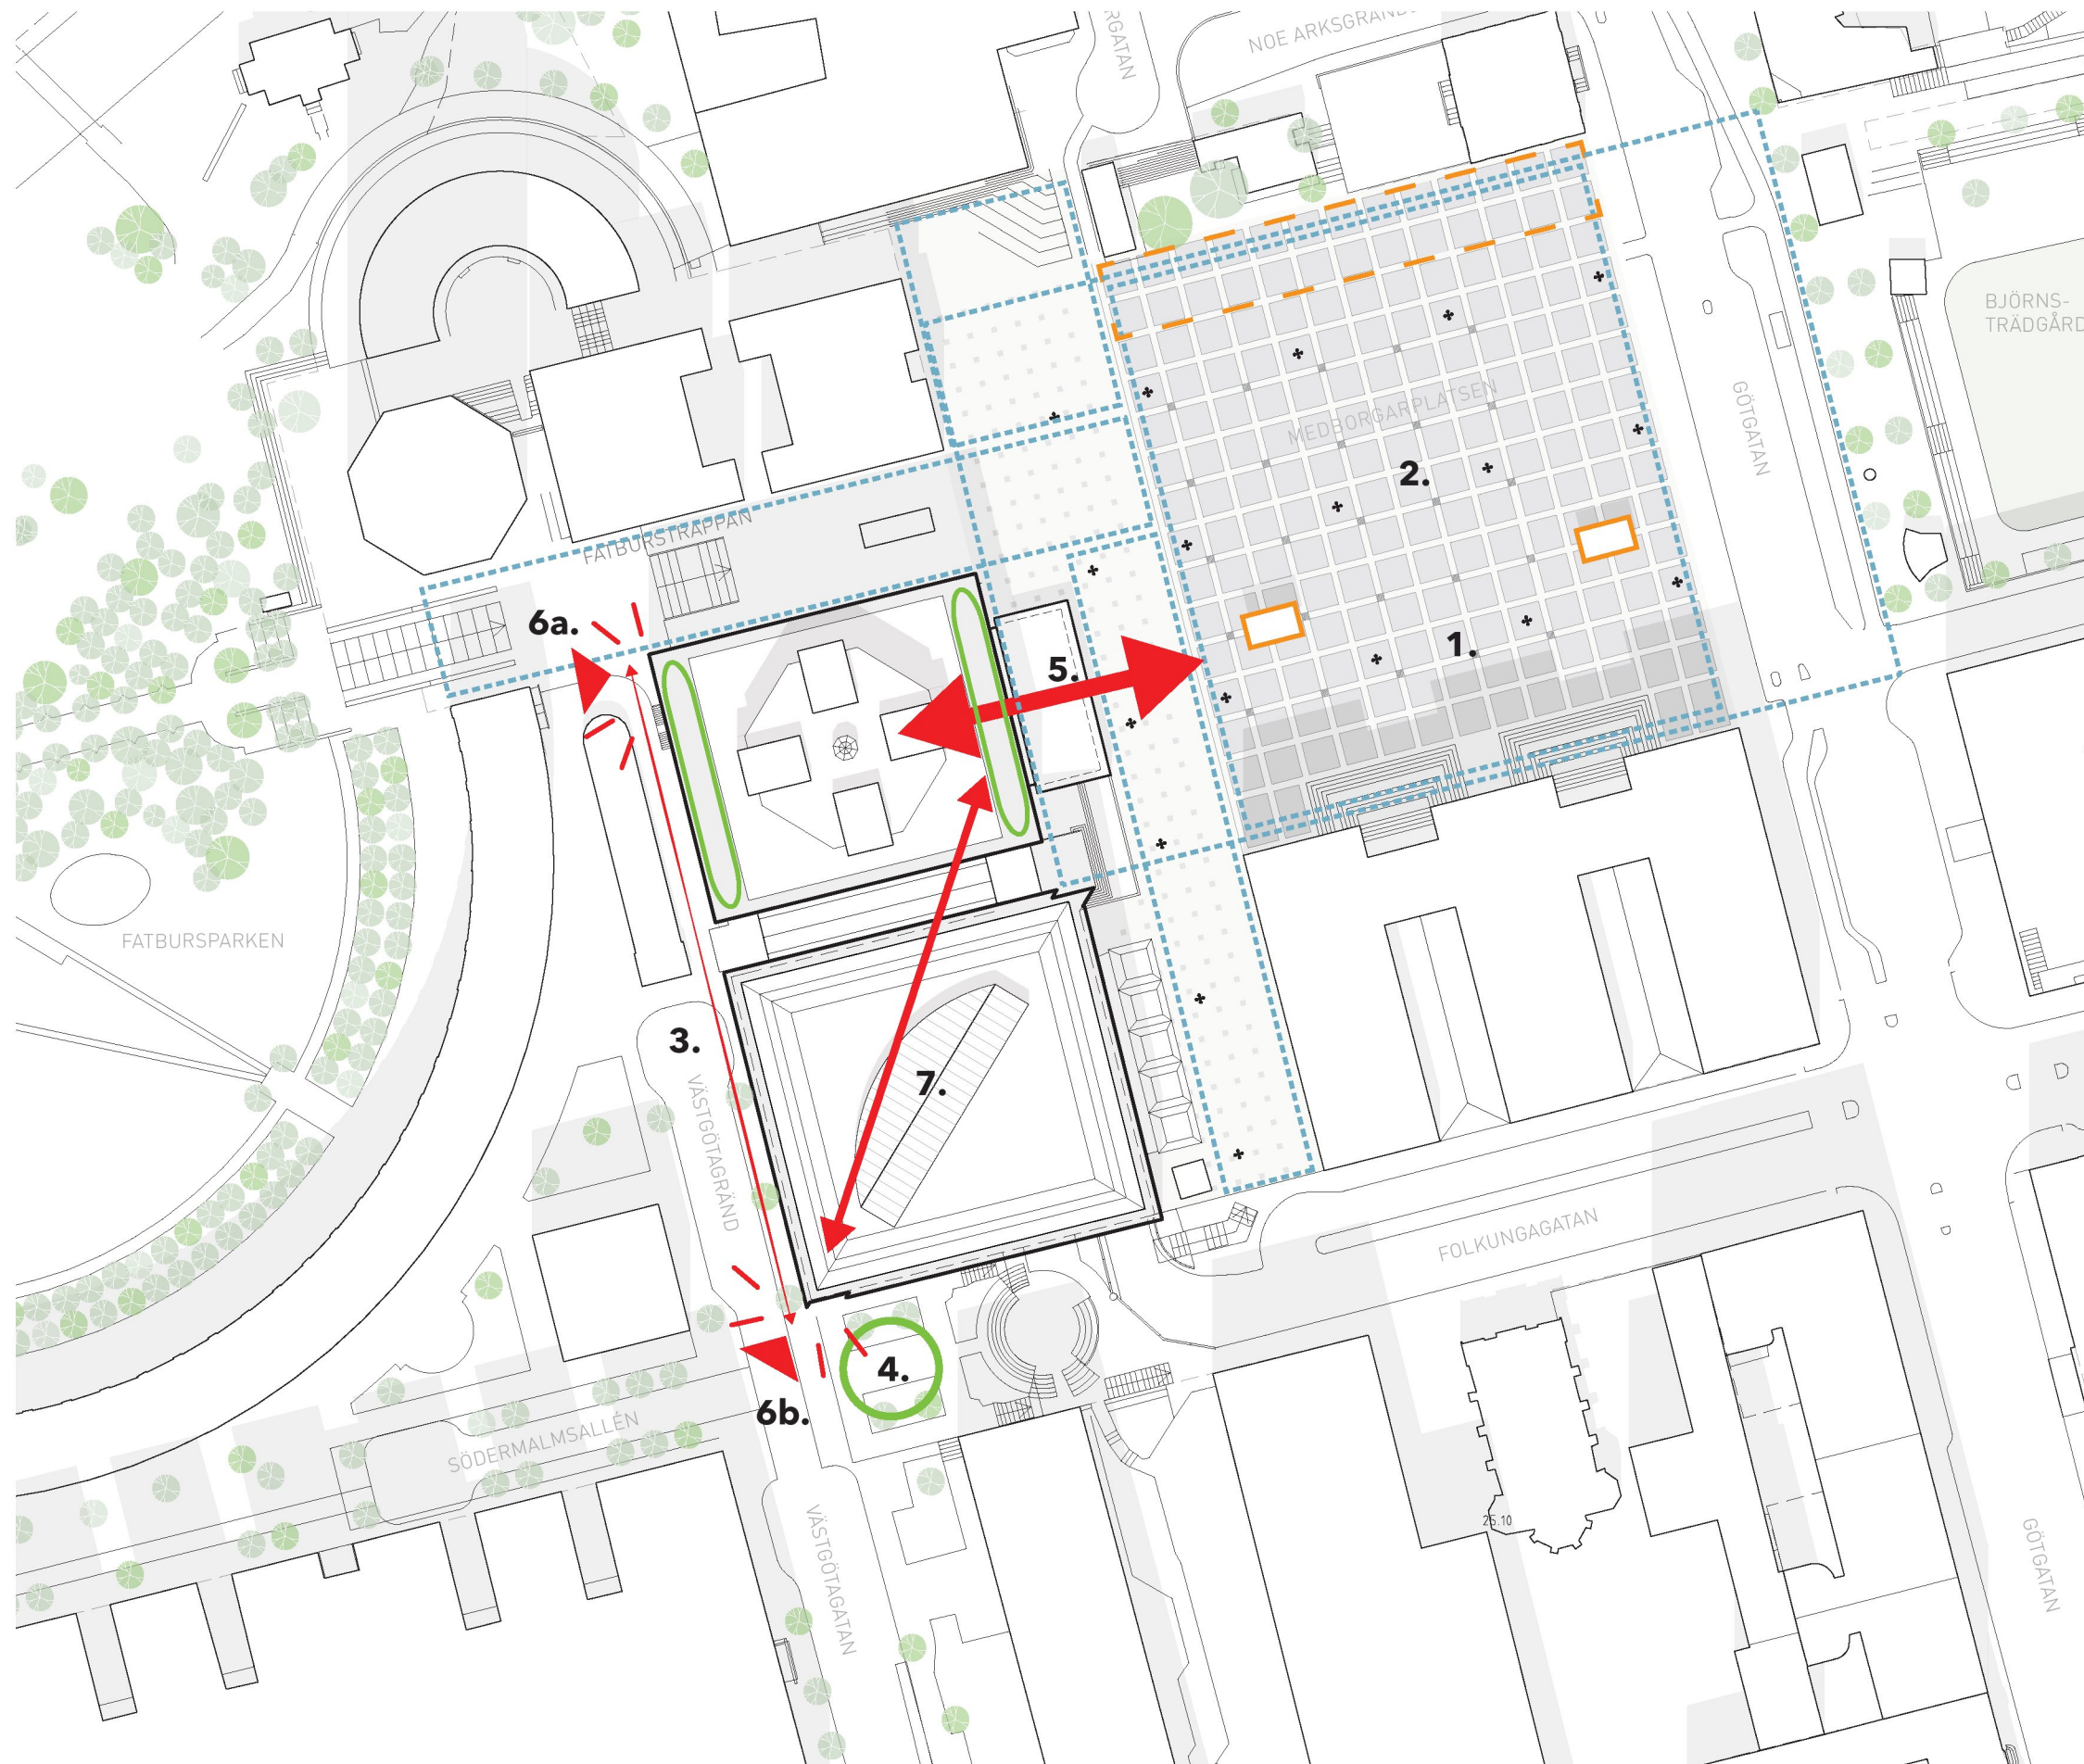 NOE ARKSGRÄND
RGATAN
BJÖRNS-
TRÄDGÅRD
GÖTGATAN
MEDBORGARPLATSEN
2.
1.
FATBURSTRAPPAN
6a.
5.
FATBURSPARKEN
3.
VÄSTGÖTAGRÄND
7.
FOLKUNGAGATAN
4.
6b.
SÖDERMALMSALLÉN
VÄSTGÖTAGATAN
25.10
GÖTGATAN